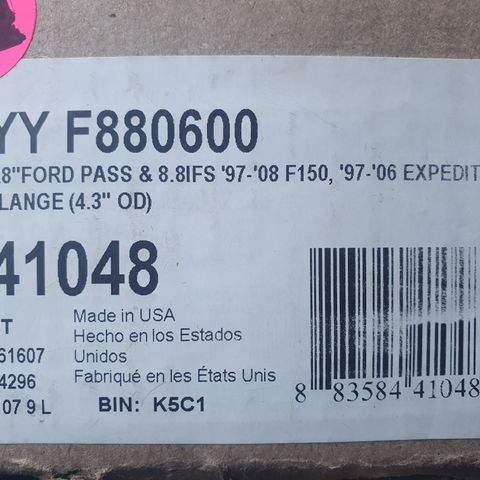 YY F880600
8"FORD PASS & 8.8IFS '97-'08 F150, '97-'06 EXPEDIT
LANGE (4.3" OD)
41048
T
Made in USA
Hecho en los Estados
Unidos
Fabriqué en les États Unis
61607
4296
07 9 L
BIN: K5C1
8 83584 41048